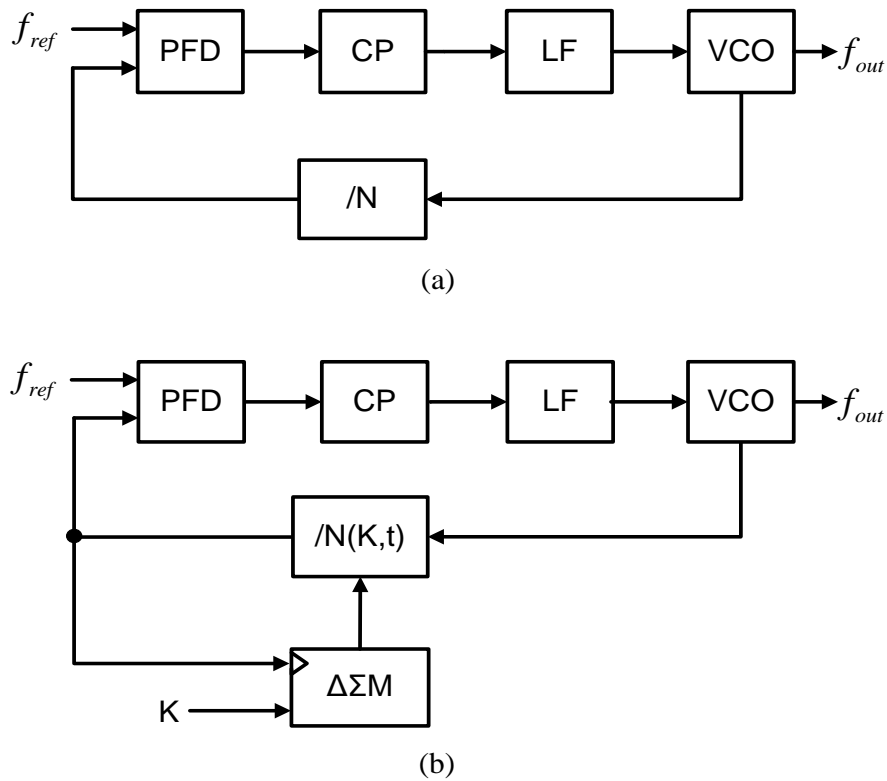 f_ref
PFD
CP
LF
VCO
f_out
/N
(a)
f_ref
PFD
CP
LF
VCO
f_out
/N(K,t)
ΔΣM
K
(b)